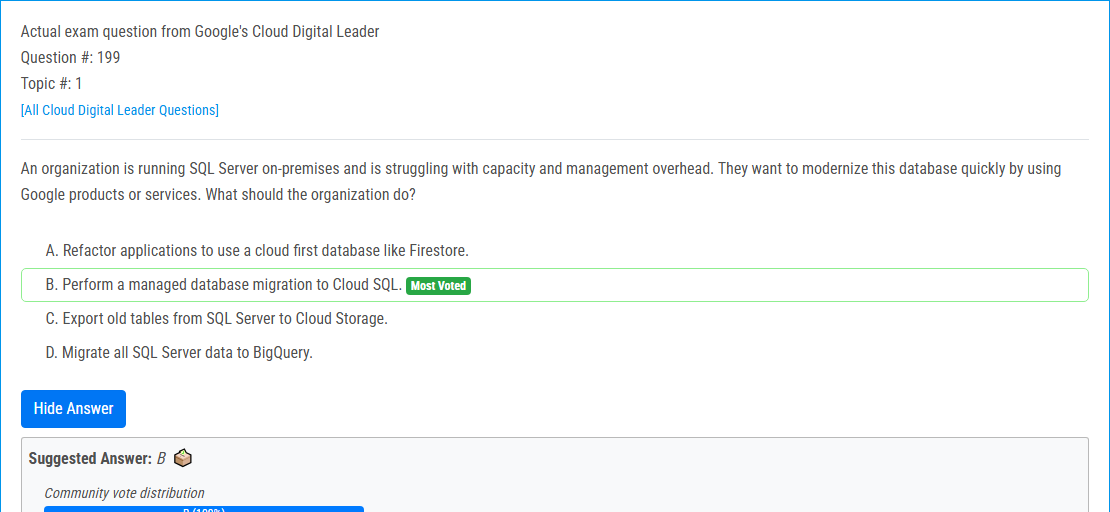 Actual exam question from Google's Cloud Digital Leader
Question #: 199
Topic #: 1
[All Cloud Digital Leader Questions]
An organization is running SQL Server on-premises and is struggling with capacity and management overhead. They want to modernize this database quickly by using
Google products or services. What should the organization do?
A. Refactor applications to use a cloud first database like Firestore.
B. Perform a managed database migration to Cloud SQL. Most Voted
C. Export old tables from SQL Server to Cloud Storage.
D. Migrate all SQL Server data to BigQuery.
Hide Answer
Suggested Answer: B
Community vote distribution
B (100%)